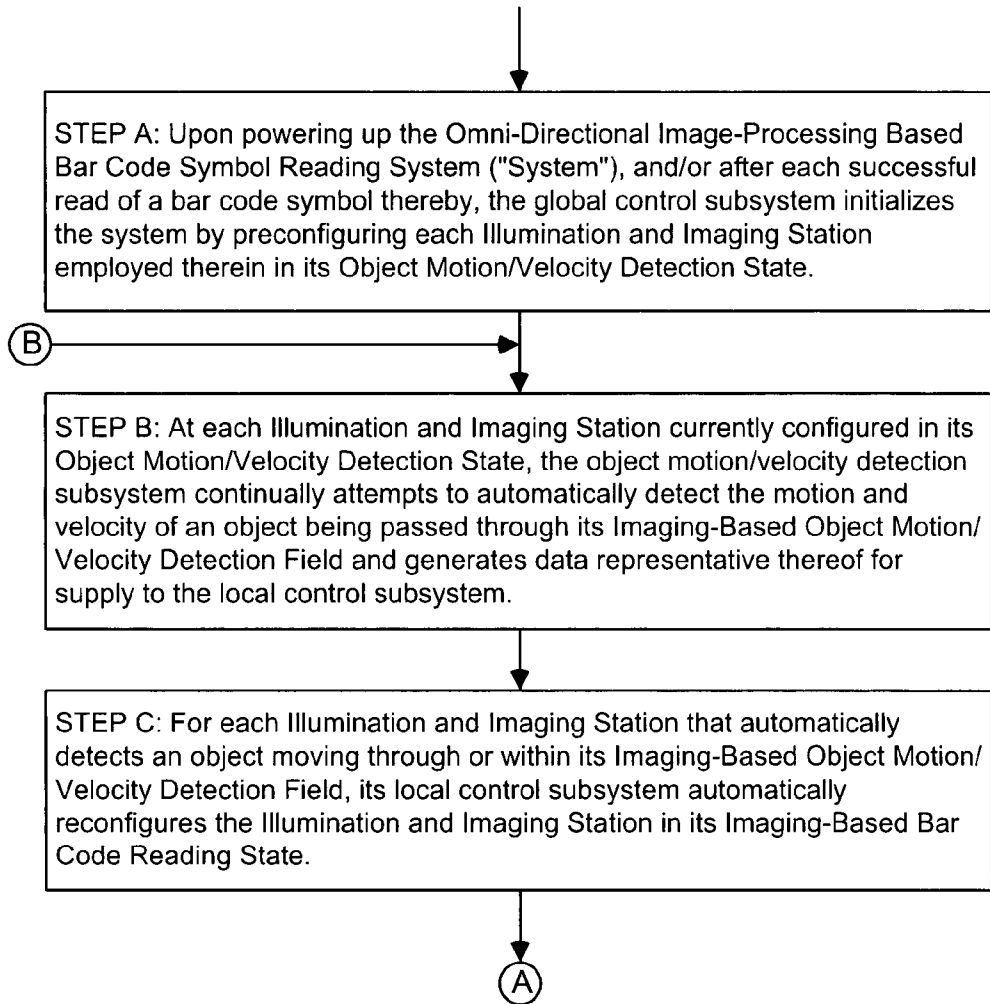 STEP A: Upon powering up the Omni-Directional Image-Processing Based
Bar Code Symbol Reading System ("System"), and/or after each successful
read of a bar code symbol thereby, the global control subsystem initializes
the system by preconfiguring each Illumination and Imaging Station
employed therein in its Object Motion/Velocity Detection State.
B
STEP B: At each Illumination and Imaging Station currently configured in its
Object Motion/Velocity Detection State, the object motion/velocity detection
subsystem continually attempts to automatically detect the motion and
velocity of an object being passed through its Imaging-Based Object Motion/
Velocity Detection Field and generates data representative thereof for
supply to the local control subsystem.
STEP C: For each Illumination and Imaging Station that automatically
detects an object moving through or within its Imaging-Based Object Motion/
Velocity Detection Field, its local control subsystem automatically
reconfigures the Illumination and Imaging Station in its Imaging-Based Bar
Code Reading State.
A